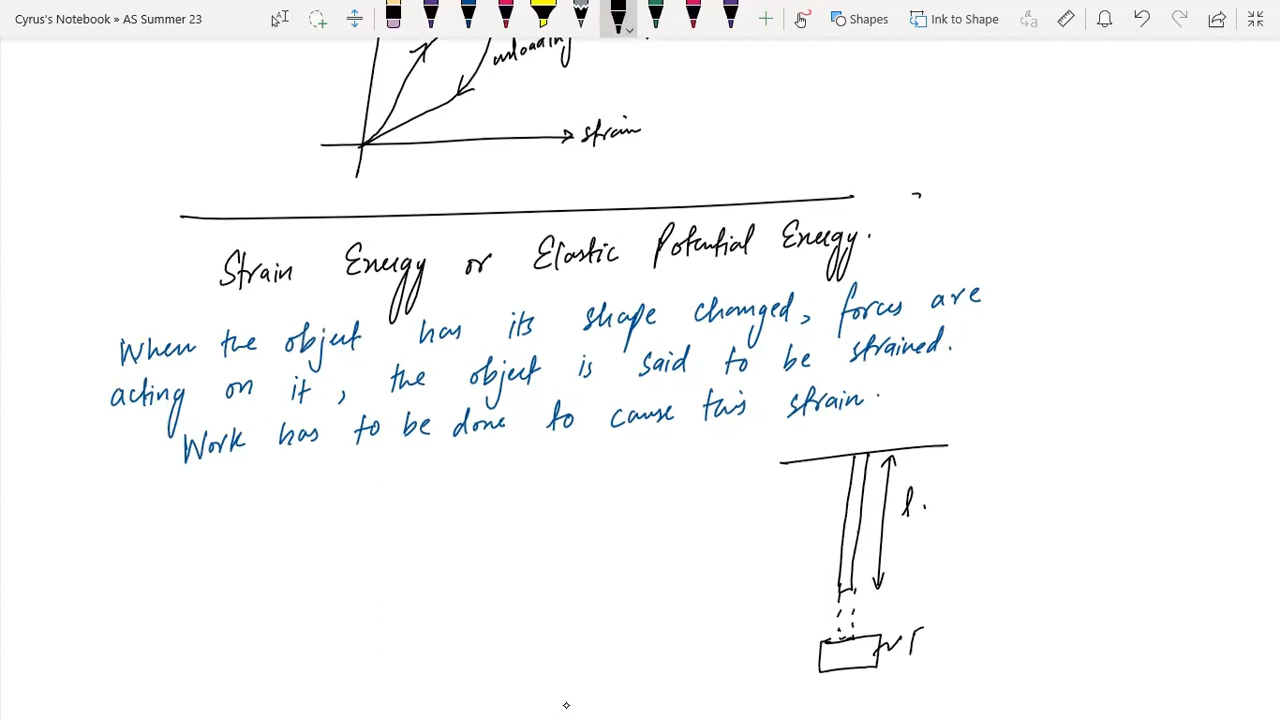 Cyrus's Notebook » AS Summer 23
Shapes
Ink to Shape
unloading
strain
Strain Energy or Elastic Potential Energy.
When the object has its shape changed, forces are
acting on it, the object is said to be strained.
Work has to be done to cause this strain.
l.